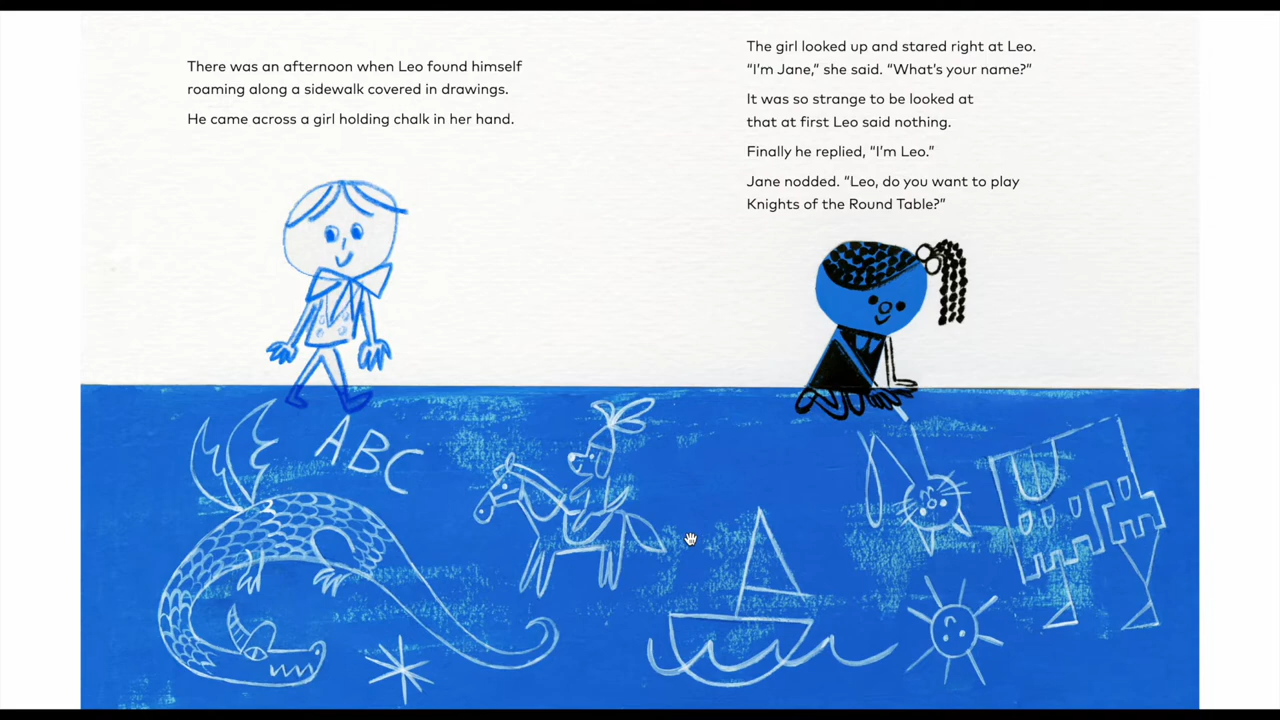 There was an afternoon when Leo found himself
roaming along a sidewalk covered in drawings.
He came across a girl holding chalk in her hand.
The girl looked up and stared right at Leo.
“I’m Jane,” she said. “What’s your name?”
It was so strange to be looked at
that at first Leo said nothing.
Finally he replied, “I’m Leo.”
Jane nodded. “Leo, do you want to play
Knights of the Round Table?”
ABC